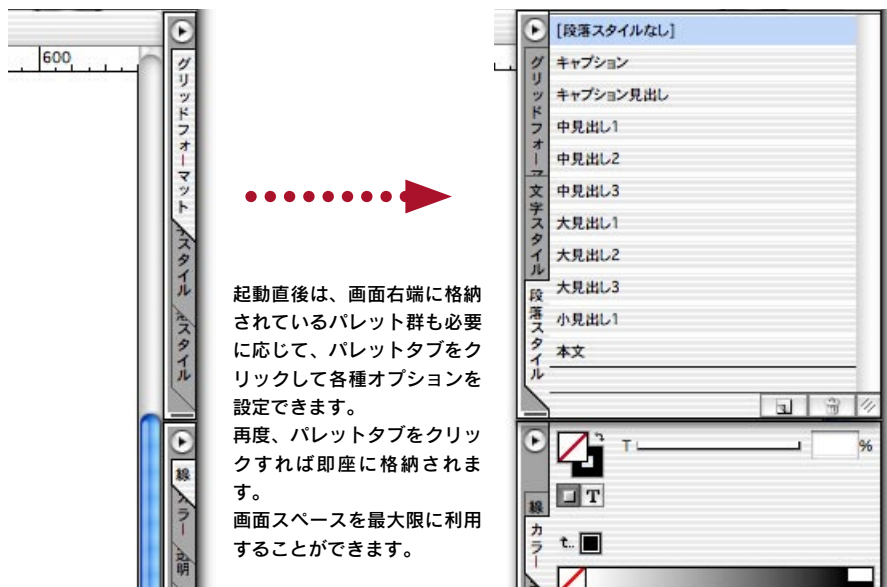 600
グリッドフォーマット
スタイル
スタイル
線
カラー
透明
起動直後は、画面右端に格納
されているパレット群も必要
に応じて、パレットタブをク
リックして各種オプションを
設定できます。
再度、パレットタブをクリッ
クすれば即座に格納されま
す。
画面スペースを最大限に利用
することができます。
グリッドフォーマ
文字スタイル
段落スタイル
[段落スタイルなし]
キャプション
キャプション見出し
中見出し1
中見出し2
中見出し3
大見出し1
大見出し2
大見出し3
小見出し1
本文
線
カラー
T
%
T
t..